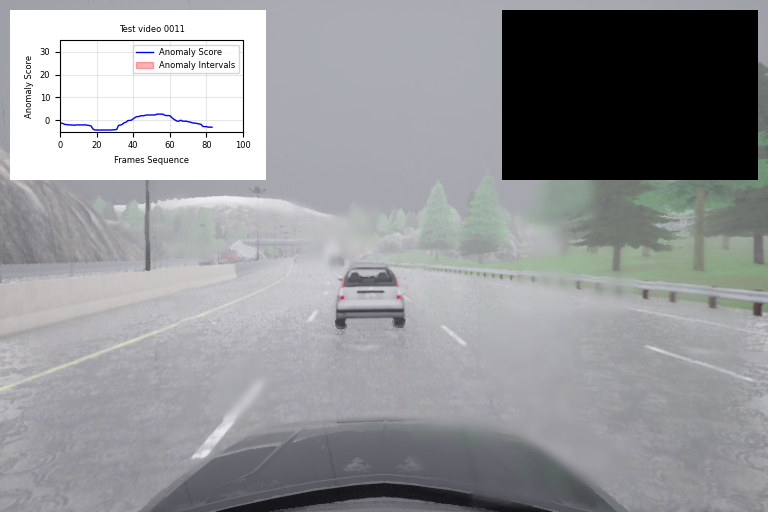 Test video 0011
Anomaly Score
30
20
10
0
Anomaly Score
Anomaly Intervals
0 20 40 60 80 100
Frames Sequence